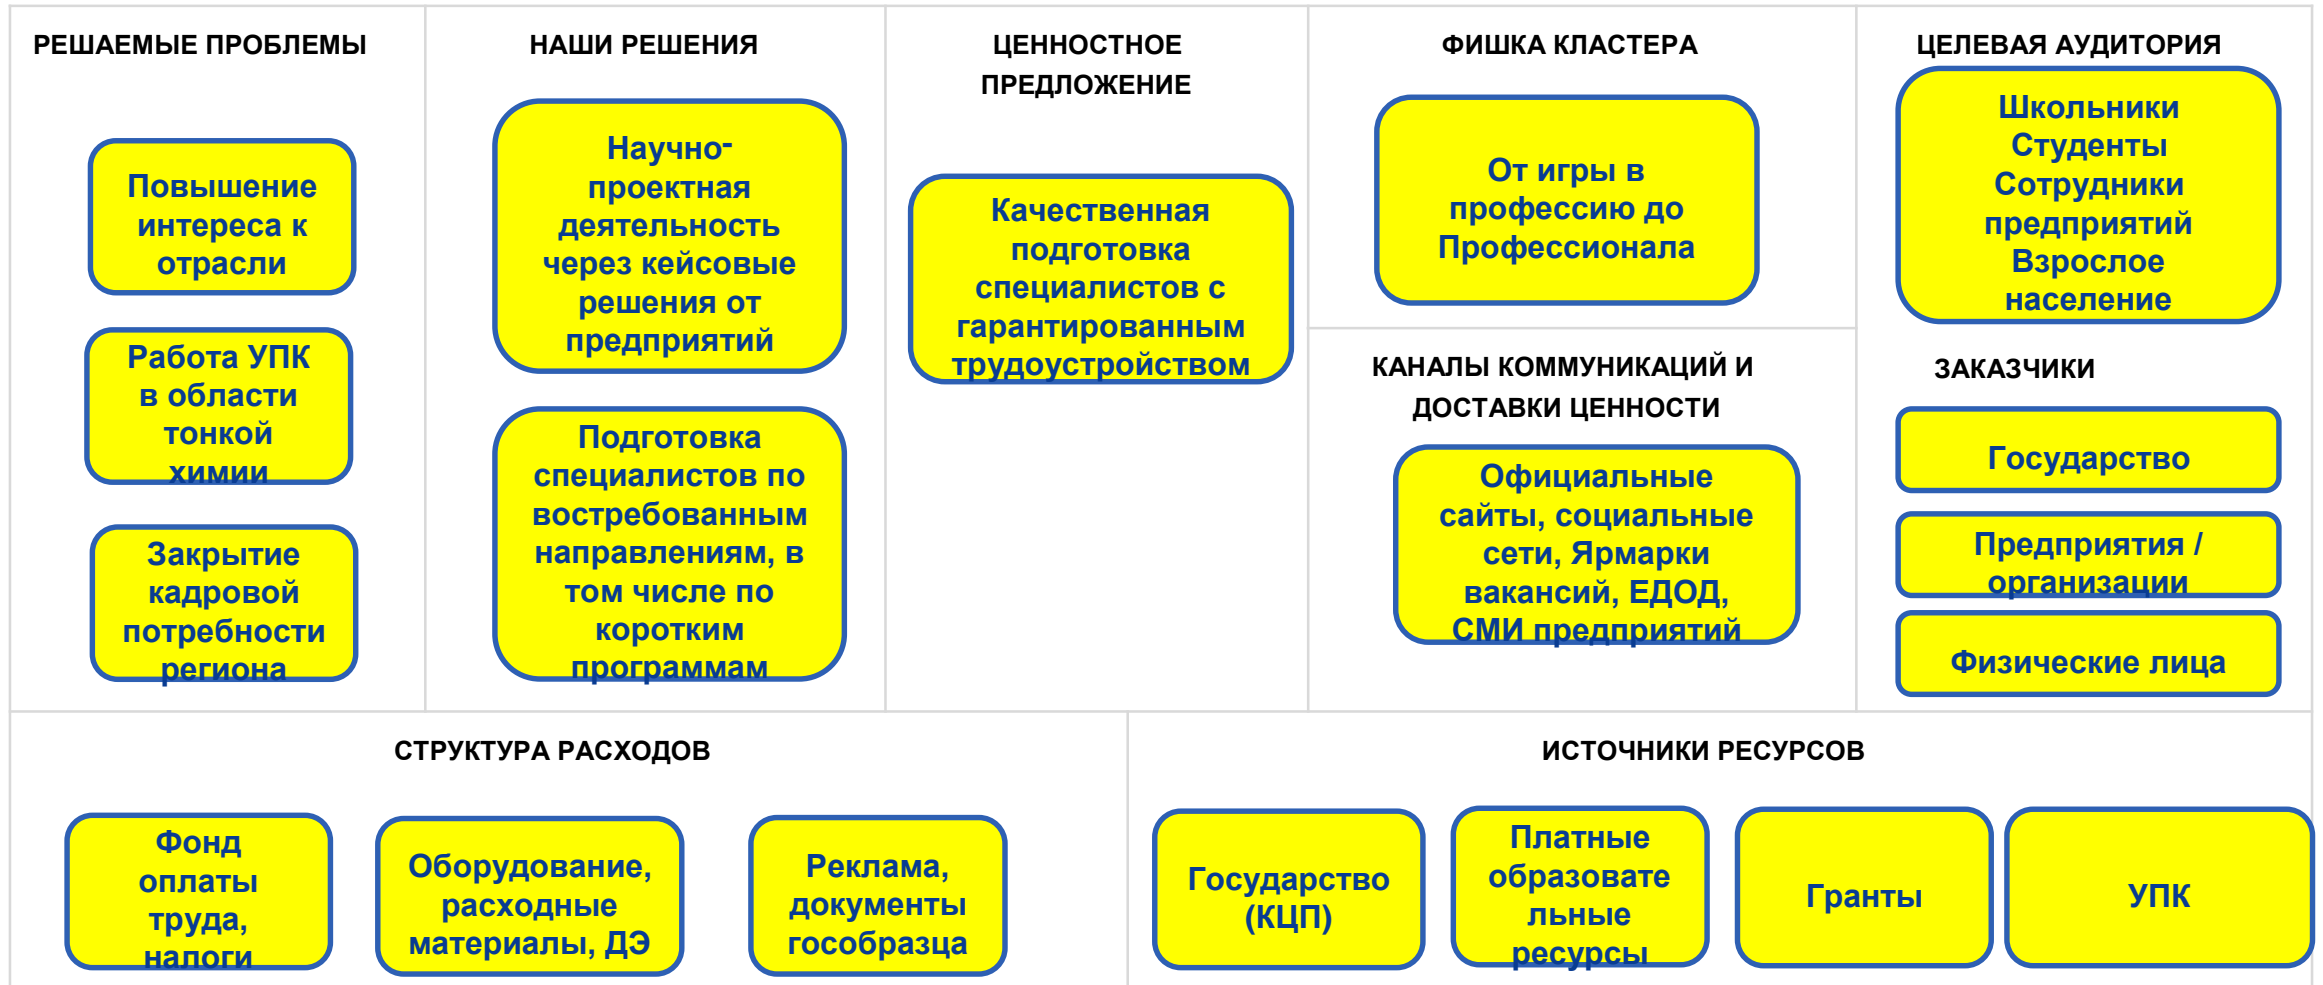 РЕШАЕМЫЕ ПРОБЛЕМЫ
Повышение
интереса к
отрасли
Работа УПК
в области
тонкой
химии
Закрытие
кадровой
потребности
региона
НАШИ РЕШЕНИЯ
Научно-
проектная
деятельность
через кейсовые
решения от
предприятий
Подготовка
специалистов по
востребованным
направлениям, в
том числе по
коротким
программам
ЦЕННОСТНОЕ
ПРЕДЛОЖЕНИЕ
Качественная
подготовка
специалистов с
гарантированным
трудоустройством
ФИШКА КЛАСТЕРА
От игры в
профессию до
Профессионала
КАНАЛЫ КОММУНИКАЦИЙ И
ДОСТАВКИ ЦЕННОСТИ
Официальные
сайты, социальные
сети, Ярмарки
вакансий, ЕДОД,
СМИ предприятий
ЦЕЛЕВАЯ АУДИТОРИЯ
Школьники
Студенты
Сотрудники
предприятий
Взрослое
население
ЗАКАЗЧИКИ
Государство
Предприятия /
организации
Физические лица
СТРУКТУРА РАСХОДОВ
Фонд
оплаты
труда,
налоги
Оборудование,
расходные
материалы, ДЭ
Реклама,
документы
гособразца
ИСТОЧНИКИ РЕСУРСОВ
Государство
(КЦП)
Платные
образовате
льные
ресурсы
Гранты
УПК